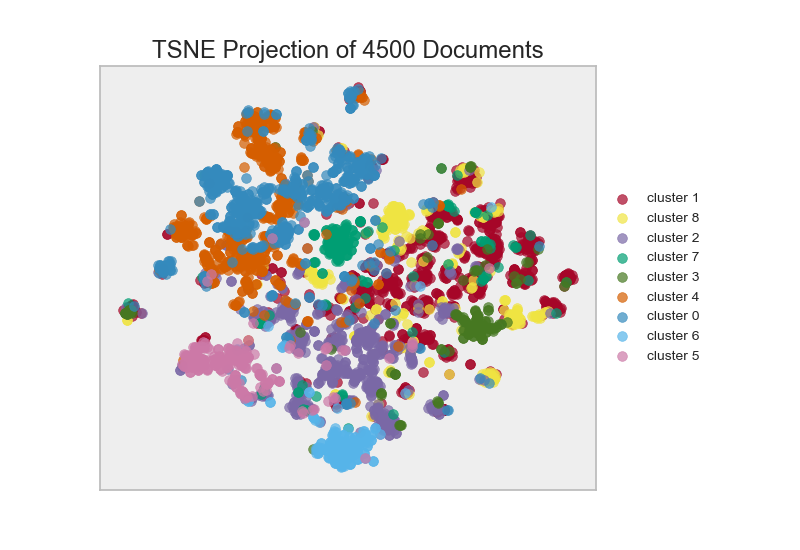 TSNE Projection of 4500 Documents
cluster 1
cluster 8
cluster 2
cluster 7
cluster 3
cluster 4
cluster 0
cluster 6
cluster 5